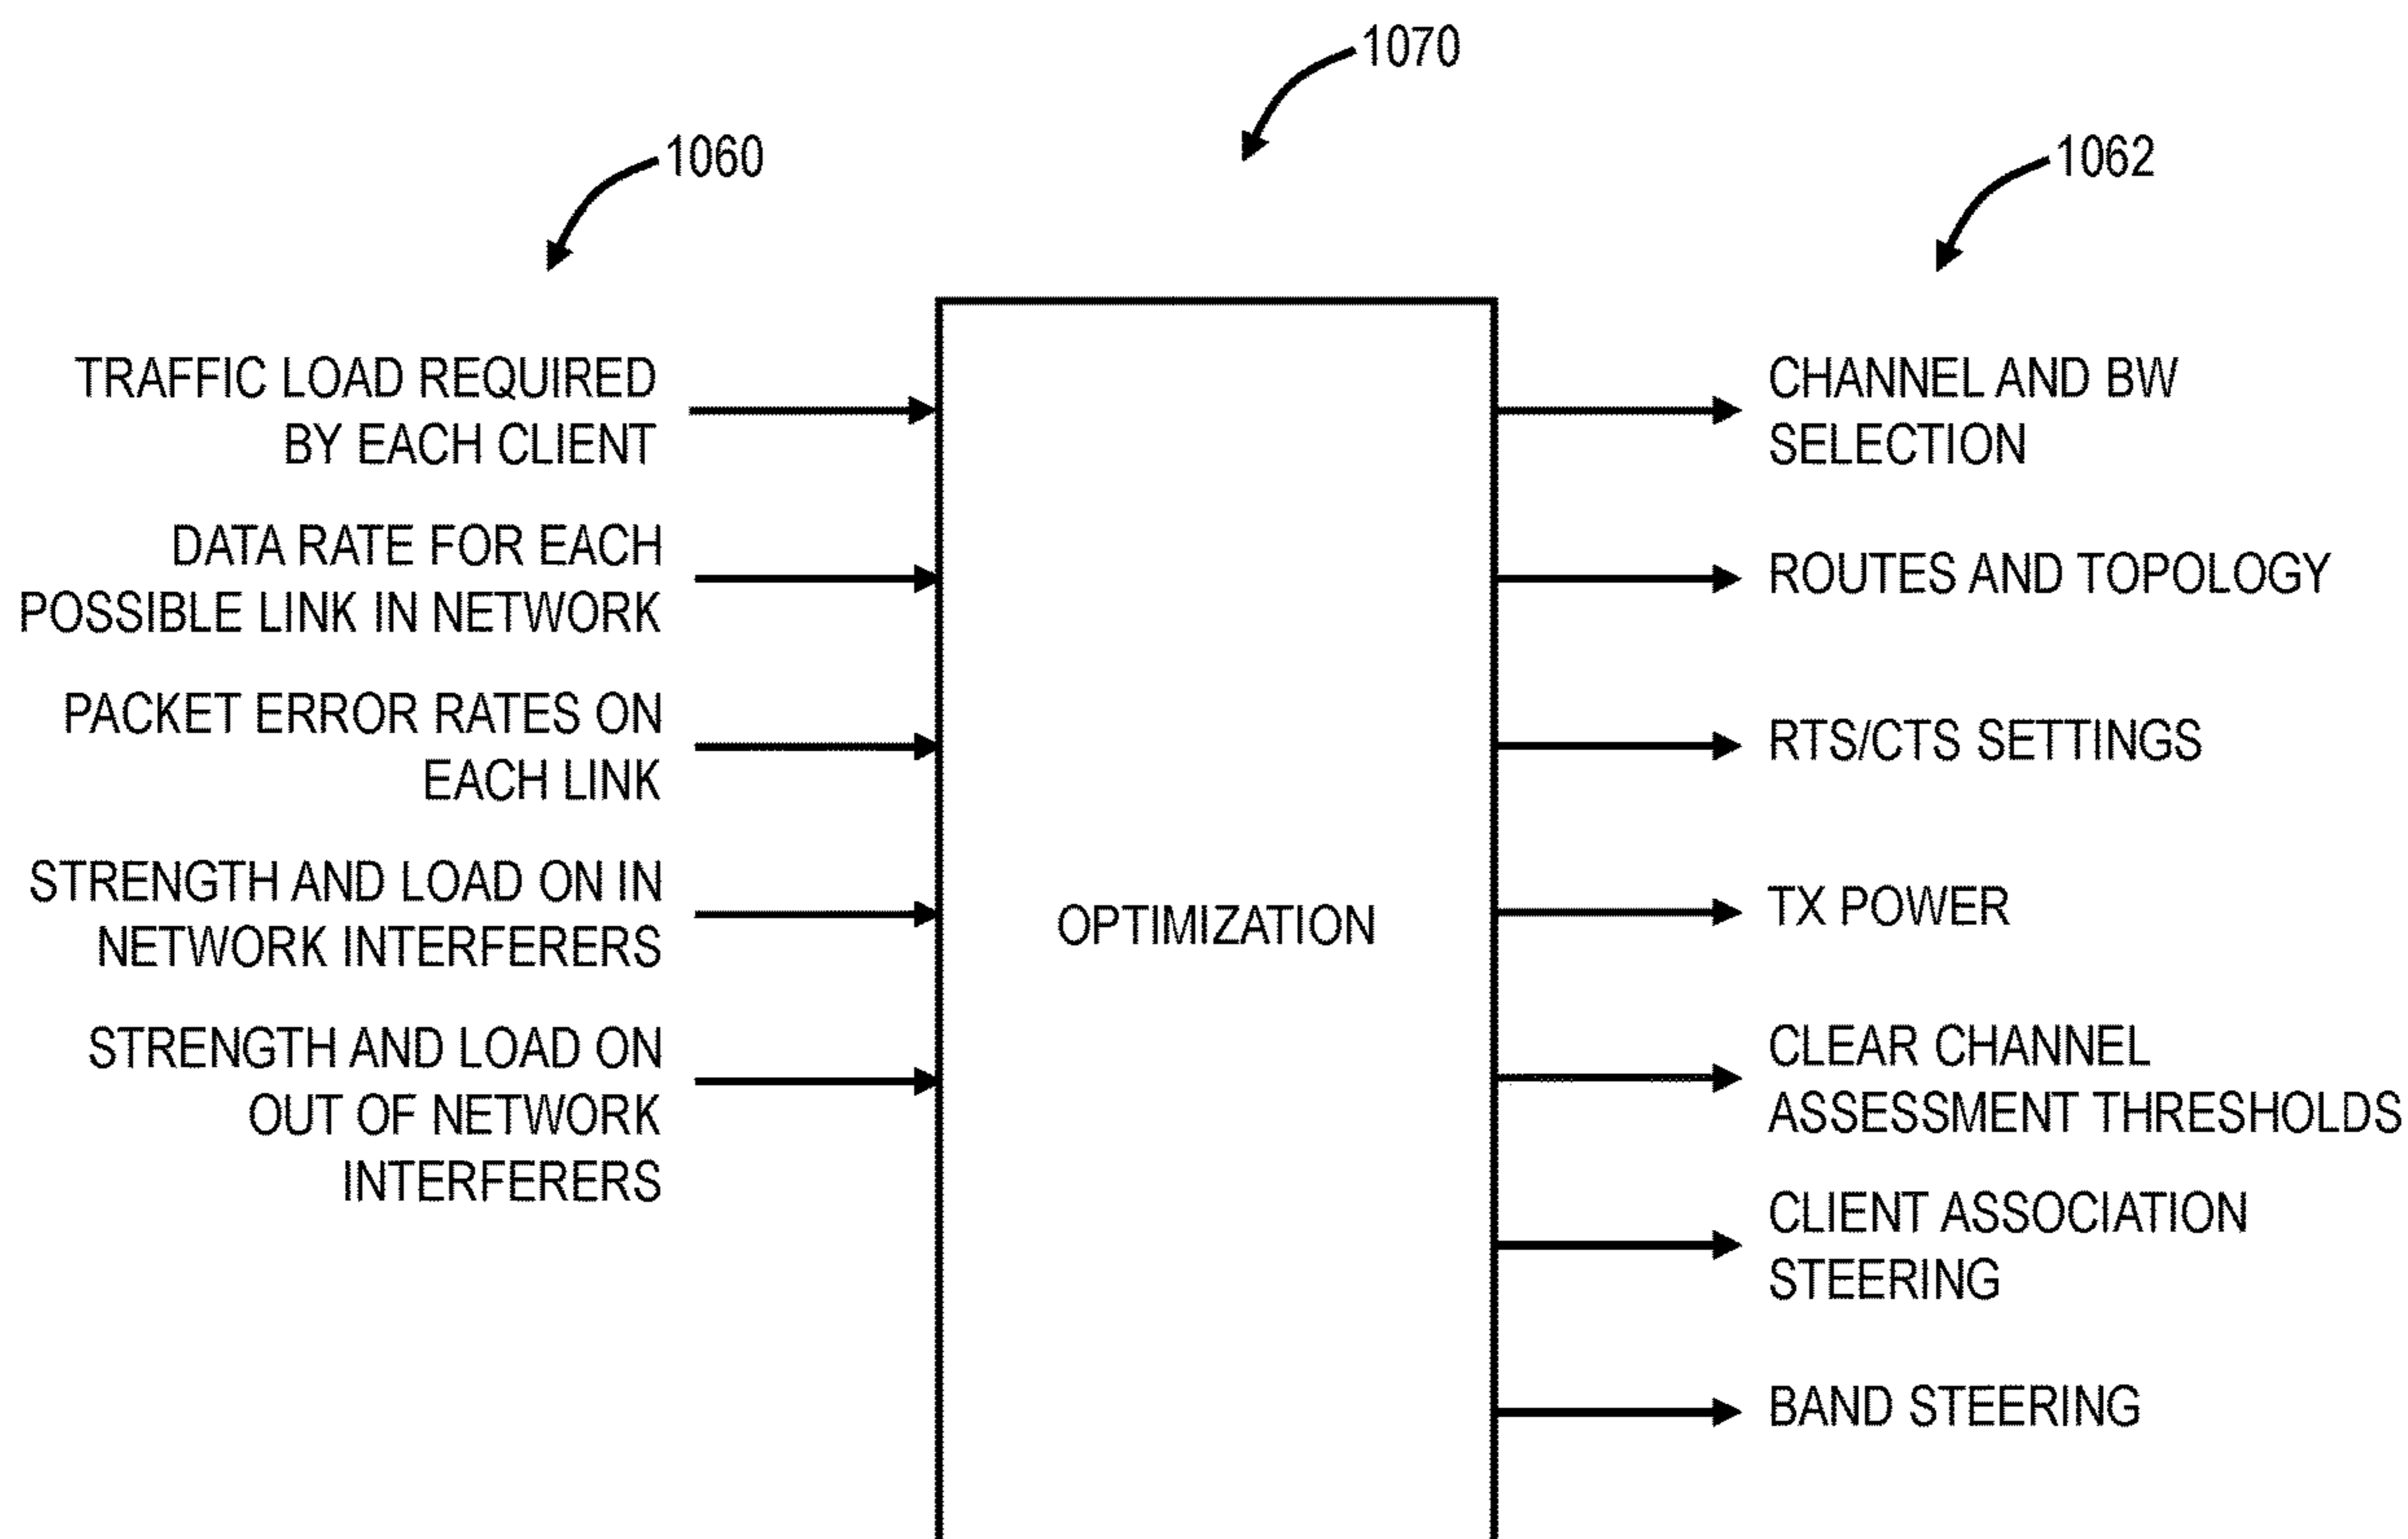 1070
1060
1062
TRAFFIC LOAD REQUIRED
BY EACH CLIENT
DATA RATE FOR EACH
POSSIBLE LINK IN NETWORK
PACKET ERROR RATES ON
EACH LINK
STRENGTH AND LOAD ON IN
NETWORK INTERFERERS
STRENGTH AND LOAD ON
OUT OF NETWORK
INTERFERERS
OPTIMIZATION
CHANNEL AND BW
SELECTION
ROUTES AND TOPOLOGY
RTS/CTS SETTINGS
TX POWER
CLEAR CHANNEL
ASSESSMENT THRESHOLDS
CLIENT ASSOCIATION
STEERING
BAND STEERING